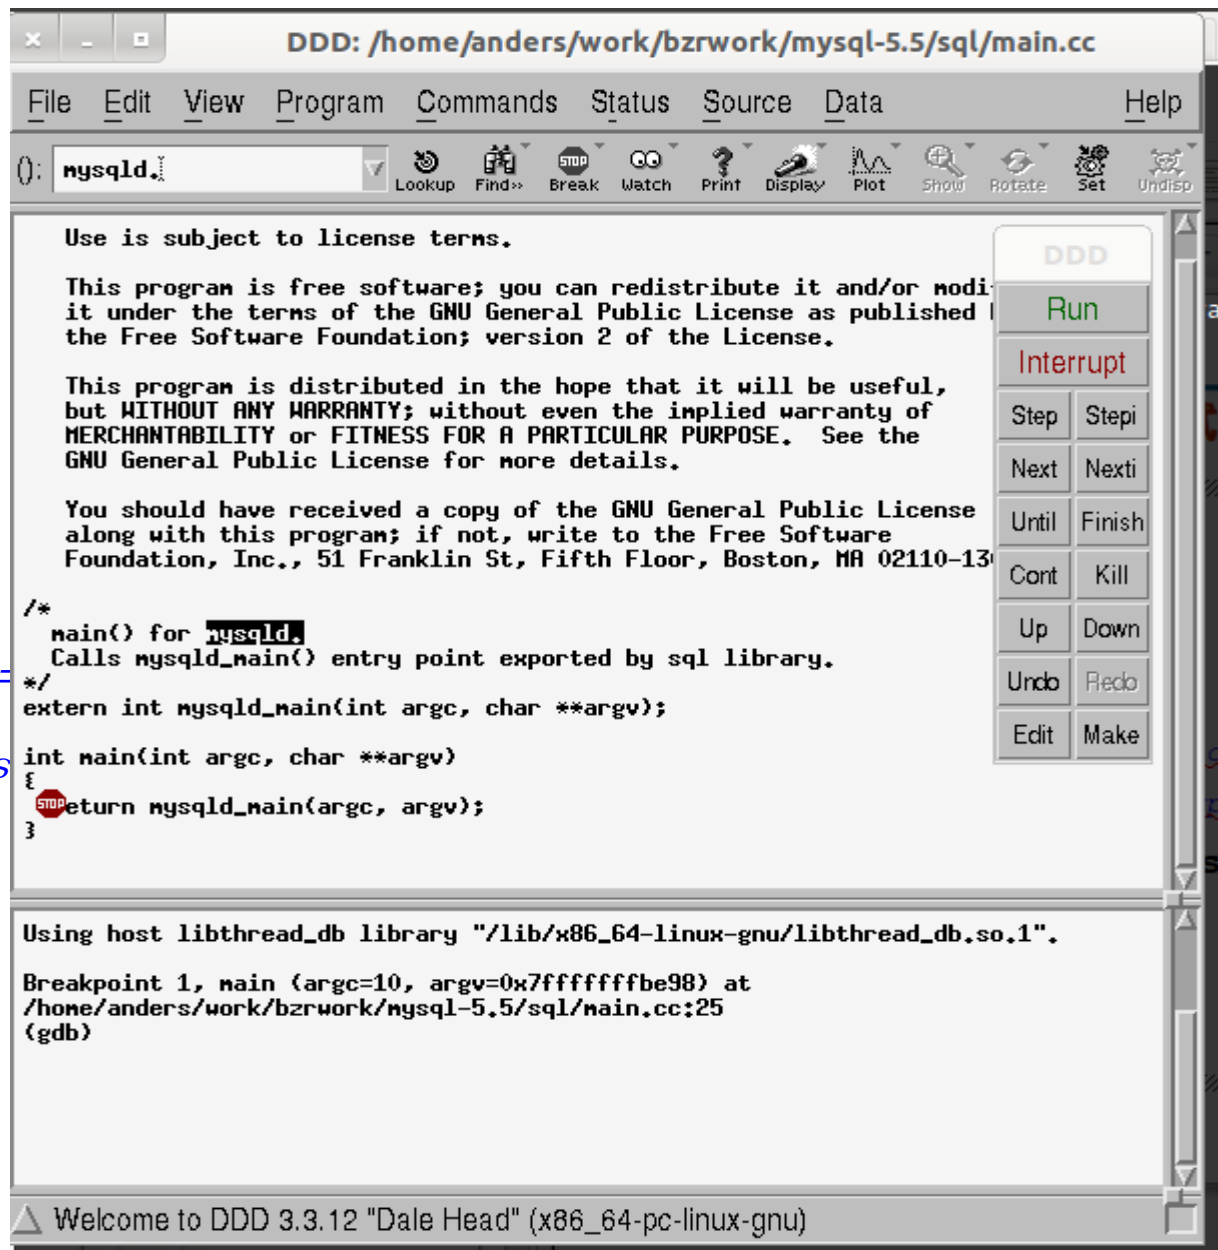 DDD: /home/anders/work/bzrwork/mysql-5.5/sql/main.cc
File Edit View Program Commands Status Source Data Help
(): mysqld.
Lookup Find» Break Watch Print Display Plot Show Rotate Set Undisp
Use is subject to license terms.
This program is free software; you can redistribute it and/or modi
it under the terms of the GNU General Public License as published
the Free Software Foundation; version 2 of the License.
This program is distributed in the hope that it will be useful,
but WITHOUT ANY WARRANTY; without even the implied warranty of
MERCHANTABILITY or FITNESS FOR A PARTICULAR PURPOSE.  See the
GNU General Public License for more details.
You should have received a copy of the GNU General Public License
along with this program; if not, write to the Free Software
Foundation, Inc., 51 Franklin St, Fifth Floor, Boston, MA 02110-13
/*
main() for mysqld.
Calls mysqld_main() entry point exported by sql library.
*/
extern int mysqld_main(int argc, char **argv);
int main(int argc, char **argv)
{
STOP eturn mysqld_main(argc, argv);
}
DDD
Run
Interrupt
Step Stepi
Next Nexti
Until Finish
Cont Kill
Up Down
Undo Redo
Edit Make
Using host libthread_db library "/lib/x86_64-linux-gnu/libthread_db.so.1".
Breakpoint 1, main (argc=10, argv=0x7fffffffbe98) at
/home/anders/work/bzrwork/mysql-5.5/sql/main.cc:25
(gdb)
Welcome to DDD 3.3.12 "Dale Head" (x86_64-pc-linux-gnu)